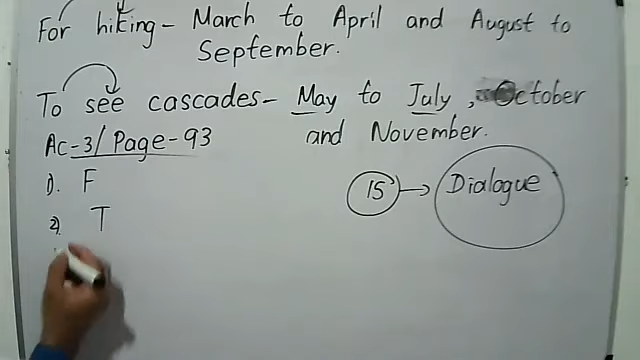 For hiking - March to April and August to
September.
To see cascades - May to July, October
and November.
Ac-3/Page-93
1). F
15 → Dialogue
2). T